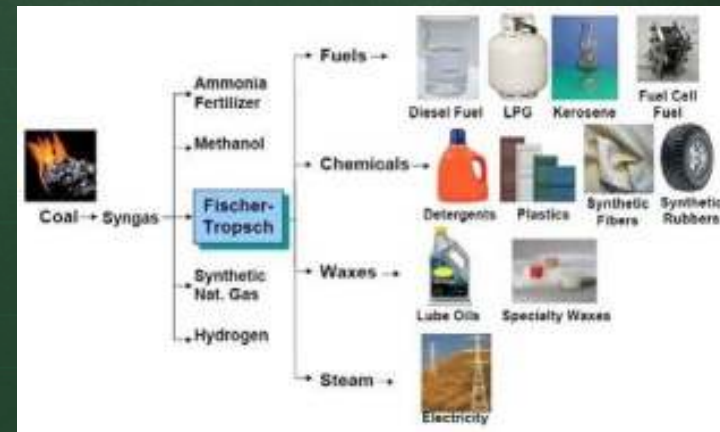 Coal
Syngas
Ammonia
Fertilizer
Methanol
Fischer-
Tropsch
Synthetic
Nat. Gas
Hydrogen
Fuels
Diesel Fuel
LPG
Kerosene
Fuel Cell
Fuel
Chemicals
Detergents
Plastics
Synthetic
Fibers
Synthetic
Rubbers
Waxes
Lube Oils
Specialty Waxes
Steam
Electricity